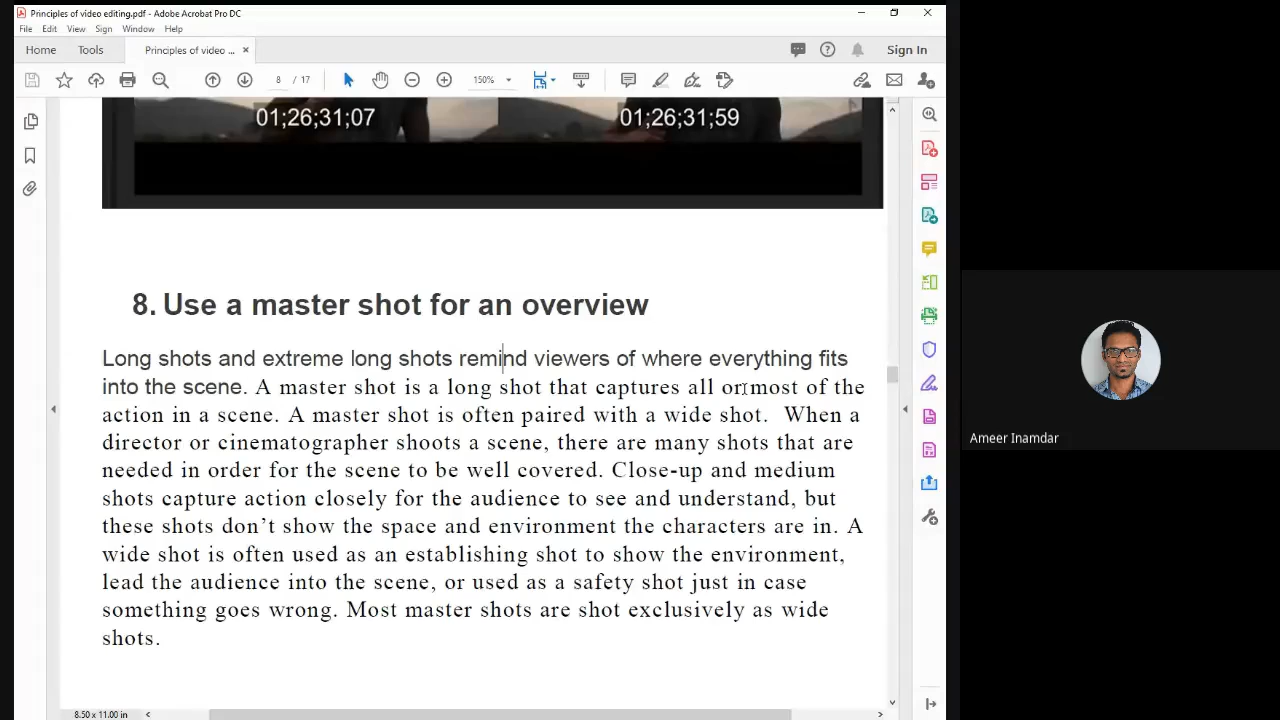 Principles of video editing.pdf - Adobe Acrobat Pro DC
File Edit View Sign Window Help
Home Tools Principles of video ... × Sign In
8 / 17 150%
01;26;31;07 01;26;31;59
8. Use a master shot for an overview
Long shots and extreme long shots remind viewers of where everything fits
into the scene. A master shot is a long shot that captures all or most of the
action in a scene. A master shot is often paired with a wide shot.  When a
director or cinematographer shoots a scene, there are many shots that are
needed in order for the scene to be well covered. Close-up and medium
shots capture action closely for the audience to see and understand, but
these shots don’t show the space and environment the characters are in. A
wide shot is often used as an establishing shot to show the environment,
lead the audience into the scene, or used as a safety shot just in case
something goes wrong. Most master shots are shot exclusively as wide
shots.
8.50 x 11.00 in
Ameer Inamdar